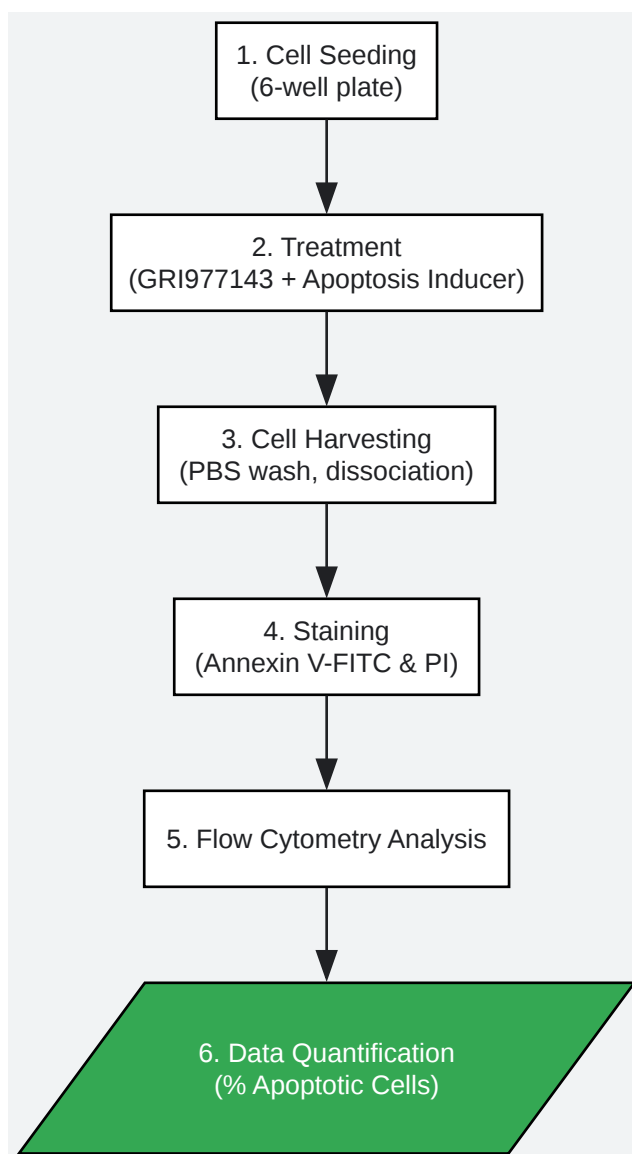 1. Cell Seeding
(6-well plate)
2. Treatment
(GRI977143 + Apoptosis Inducer)
3. Cell Harvesting
(PBS wash, dissociation)
4. Staining
(Annexin V-FITC & PI)
5. Flow Cytometry Analysis
6. Data Quantification
(% Apoptotic Cells)